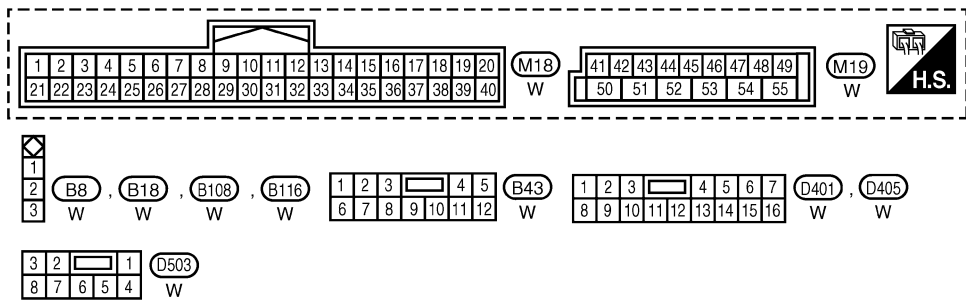 1 2 3 4 5 6 7 8 9 10 11 12 13 14 15 16 17 18 19 20
21 22 23 24 25 26 27 28 29 30 31 32 33 34 35 36 37 38 39 40
M18
W
41 42 43 44 45 46 47 48 49
50 51 52 53 54 55
M19
W
H.S.
1
2
3
B8 , B18 , B108 , B116
W W W W
1 2 3 4 5
6 7 8 9 10 11 12
B43
W
1 2 3 4 5 6 7
8 9 10 11 12 13 14 15 16
D401 , D405
W W
3 2 1
8 7 6 5 4
D503
W